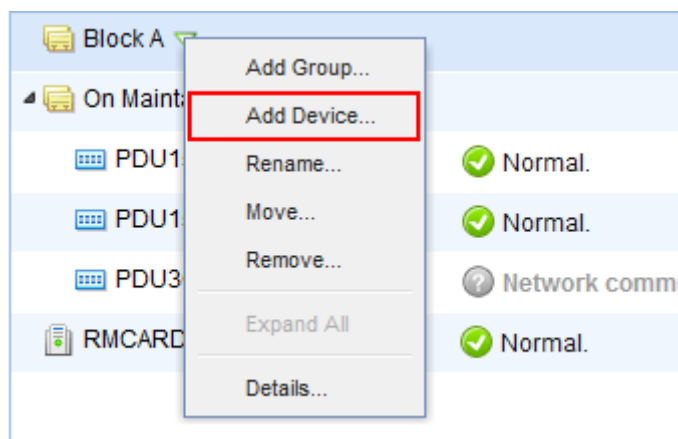 Block A
Add Group...
On Maint
Add Device...
PDU1
Rename...
Normal.
PDU1
Move...
Normal.
Remove...
PDU3
Network comm
Expand All
RMCARD
Normal.
Details...